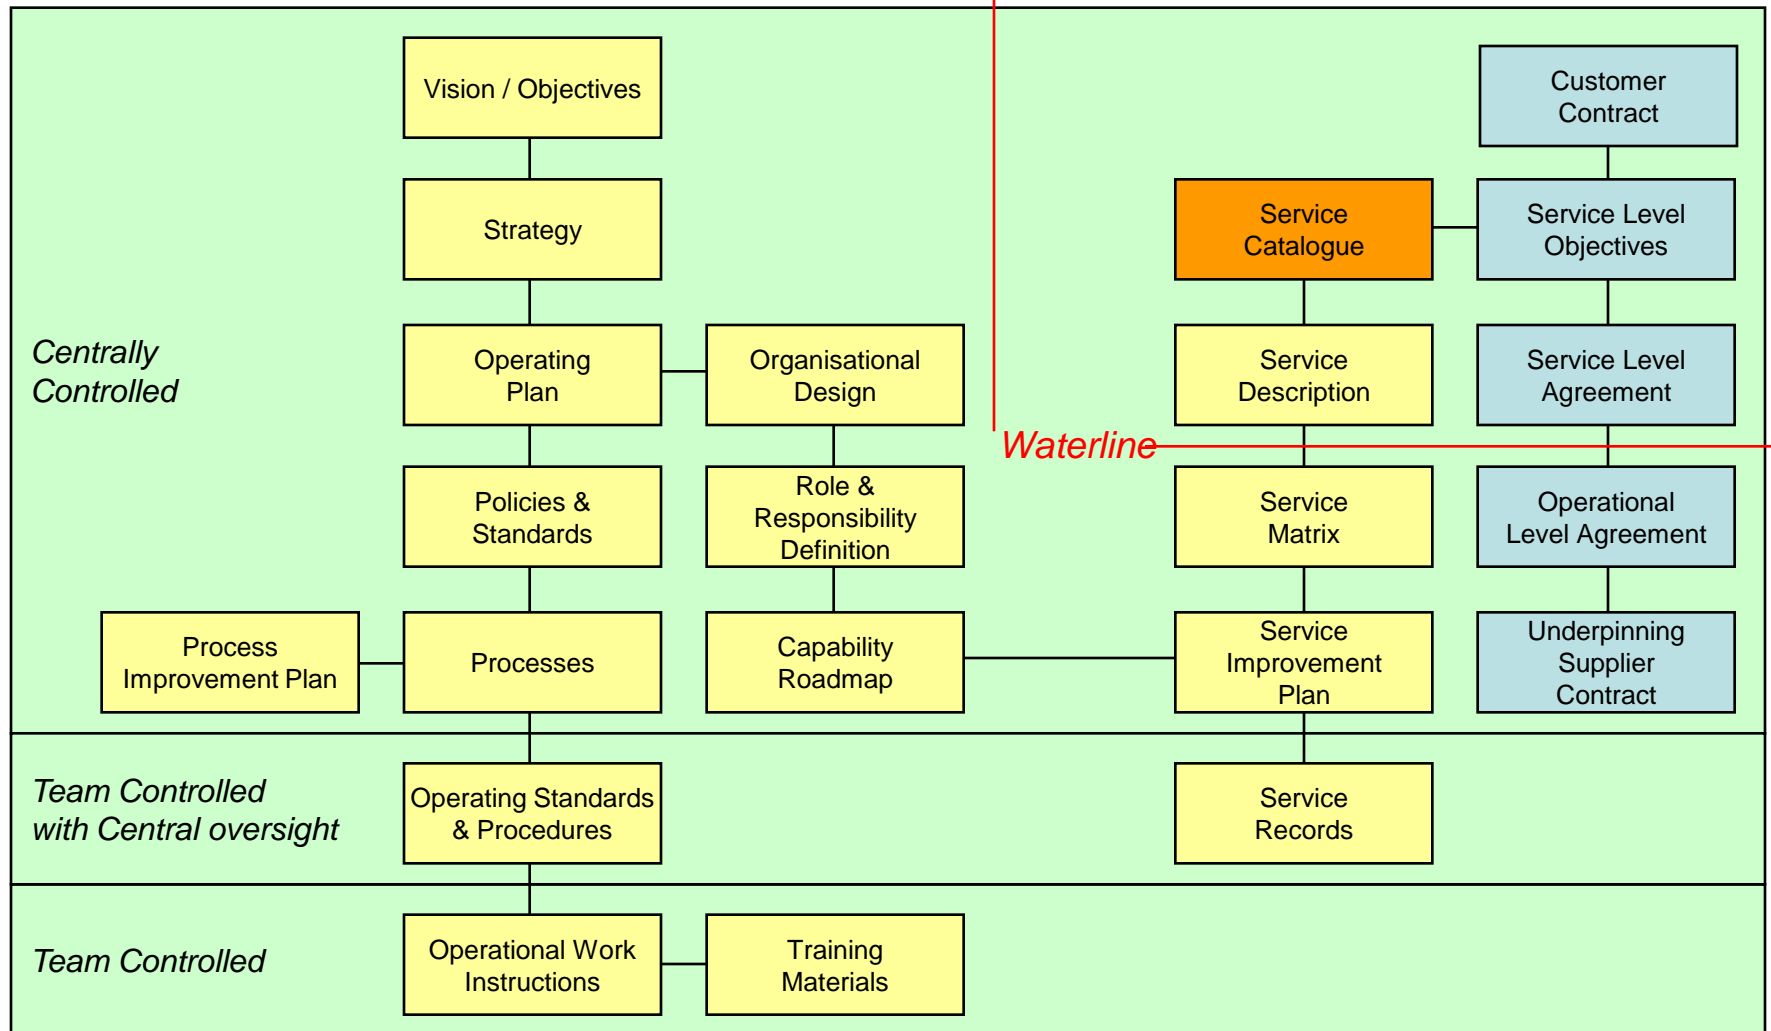 Vision / Objectives
Customer
Contract
Strategy
Service
Catalogue
Service Level
Objectives
Centrally
Controlled
Operating
Plan
Organisational
Design
Service
Description
Service Level
Agreement
Waterline
Policies &
Standards
Role &
Responsibility
Definition
Service
Matrix
Operational
Level Agreement
Process
Improvement Plan
Processes
Capability
Roadmap
Service
Improvement
Plan
Underpinning
Supplier
Contract
Team Controlled
with Central oversight
Operating Standards
& Procedures
Service
Records
Team Controlled
Operational Work
Instructions
Training
Materials